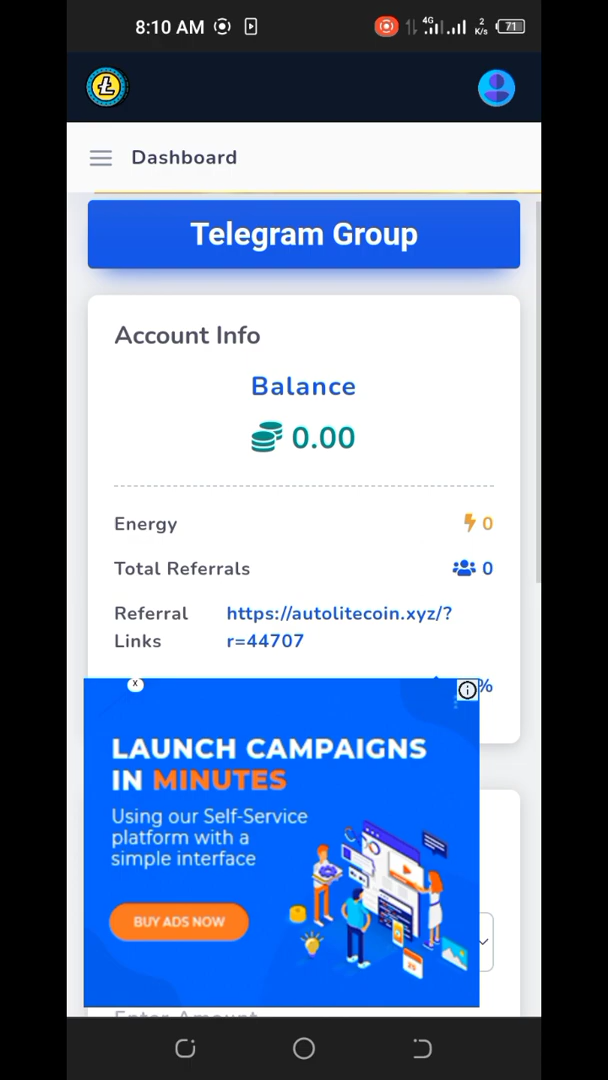 8:10 AM
4G
2
K/s
71
Dashboard
Telegram Group
Account Info
Balance
0.00
Energy 0
Total Referrals 0
Referral https://autolitecoin.xyz/?
Links r=44707
%
X
LAUNCH CAMPAIGNS
IN MINUTES
Using our Self-Service
platform with a
simple interface
BUY ADS NOW
Enter Amount